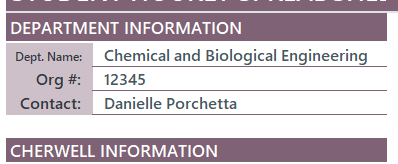 DEPARTMENT INFORMATION
Dept. Name: Chemical and Biological Engineering
Org #: 12345
Contact: Danielle Porchetta
CHERWELL INFORMATION